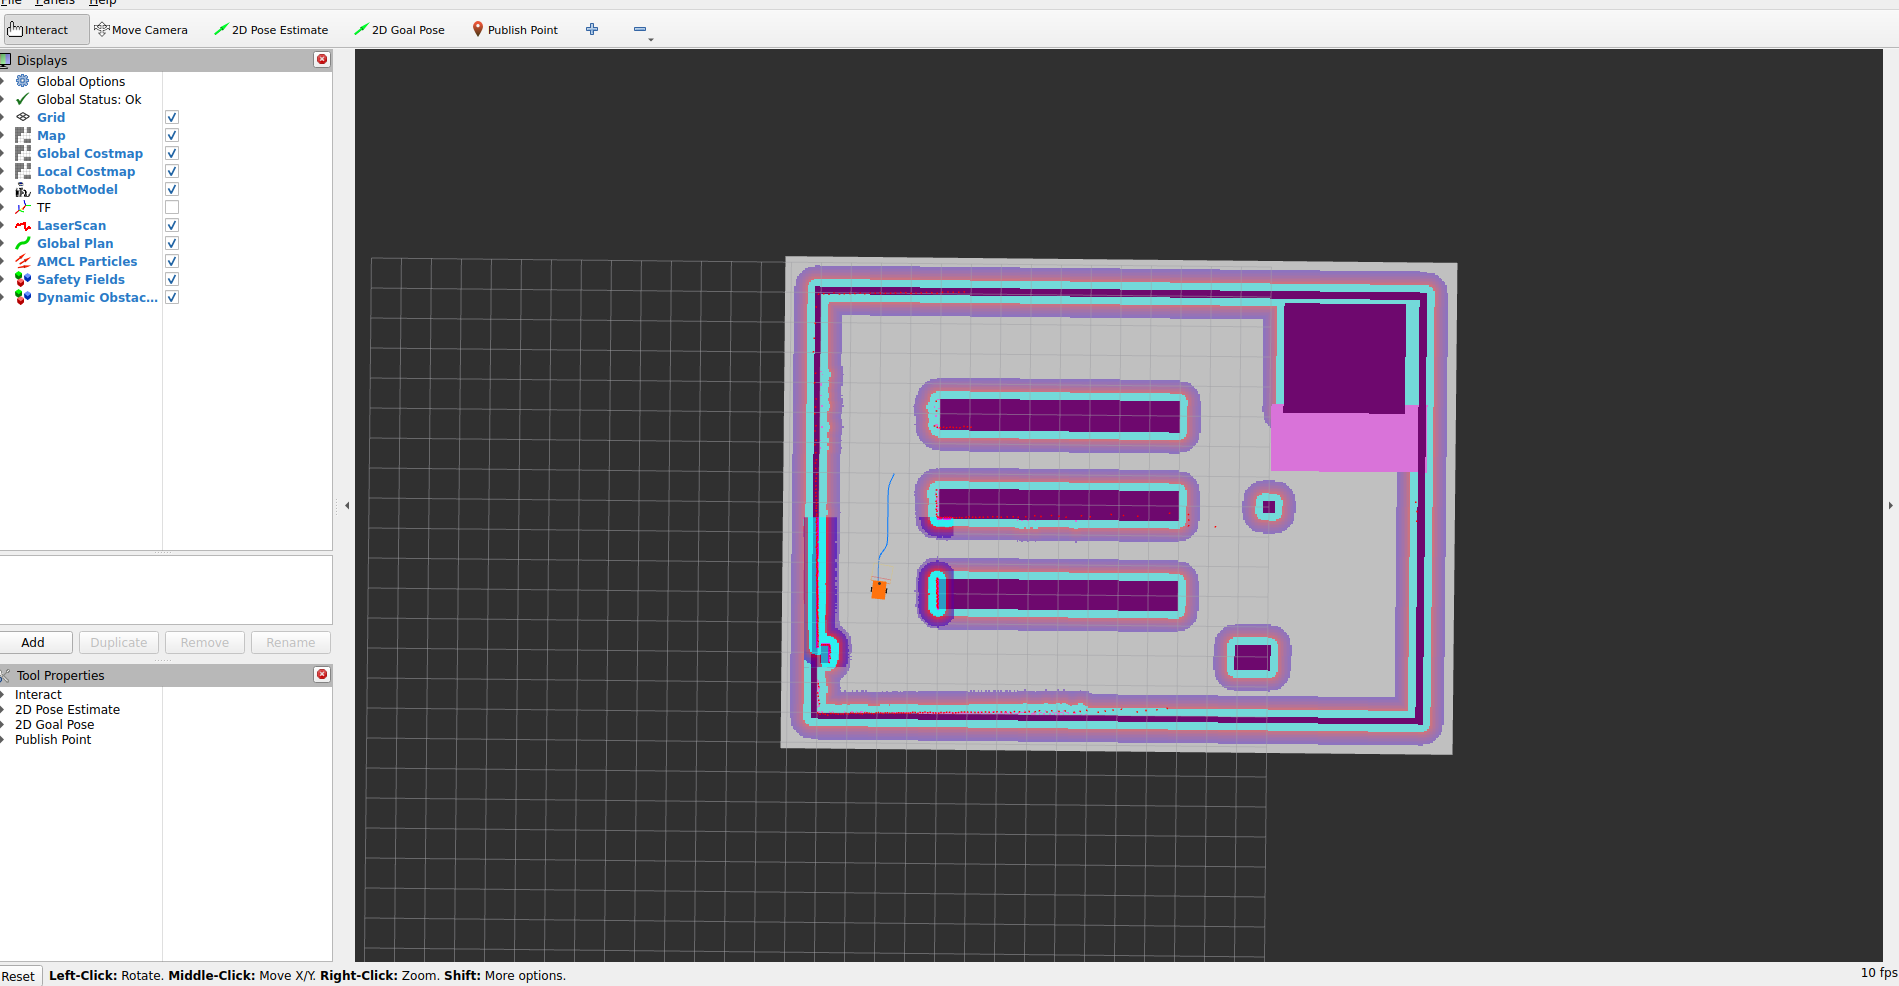 File Panels Help
Interact Move Camera 2D Pose Estimate 2D Goal Pose Publish Point
Displays
Global Options
Global Status: Ok
Grid
Map
Global Costmap
Local Costmap
RobotModel
TF
LaserScan
Global Plan
AMCL Particles
Safety Fields
Dynamic Obstac...
Add Duplicate Remove Rename
Tool Properties
Interact
2D Pose Estimate
2D Goal Pose
Publish Point
Reset Left-Click: Rotate. Middle-Click: Move X/Y. Right-Click: Zoom. Shift: More options. 10 fps